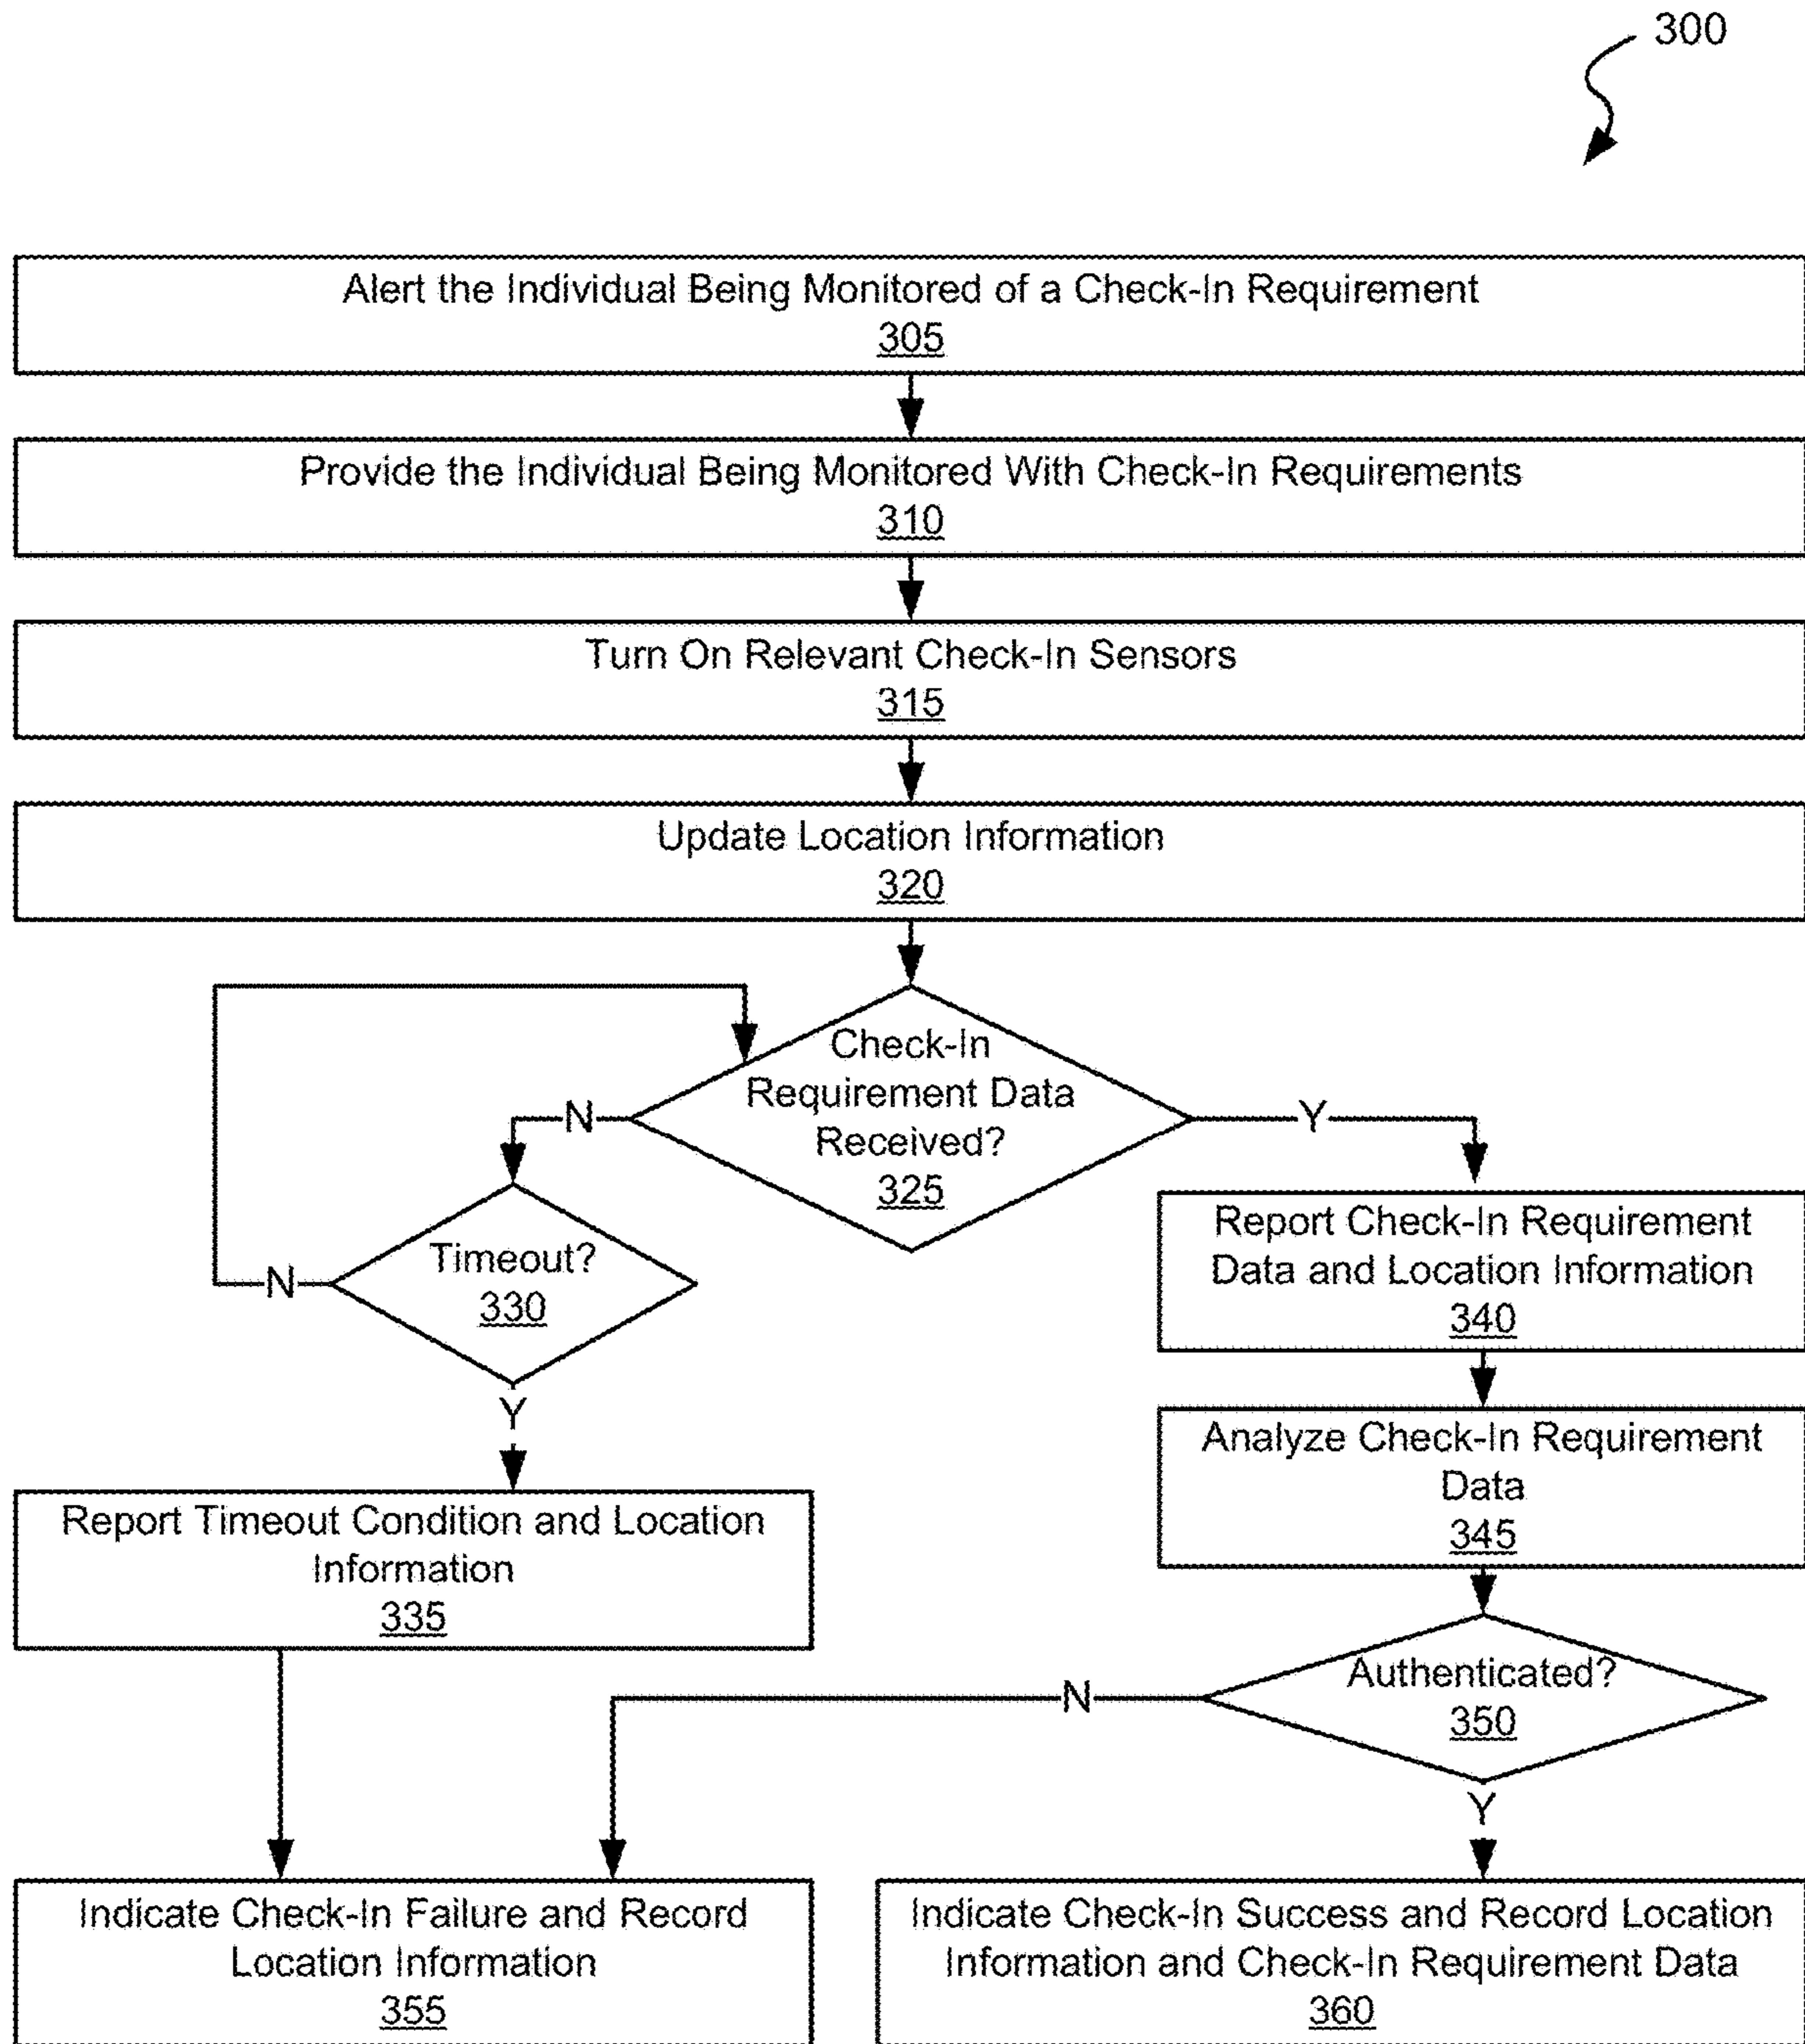 300
Alert the Individual Being Monitored of a Check-In Requirement
305
Provide the Individual Being Monitored With Check-In Requirements
310
Turn On Relevant Check-In Sensors
315
Update Location Information
320
Check-In
Requirement Data
Received?
325
N
Y
Timeout?
330
N
Y
Report Check-In Requirement
Data and Location Information
340
Analyze Check-In Requirement
Data
345
Report Timeout Condition and Location
Information
335
Authenticated?
350
N
Y
Indicate Check-In Failure and Record
Location Information
355
Indicate Check-In Success and Record Location
Information and Check-In Requirement Data
360